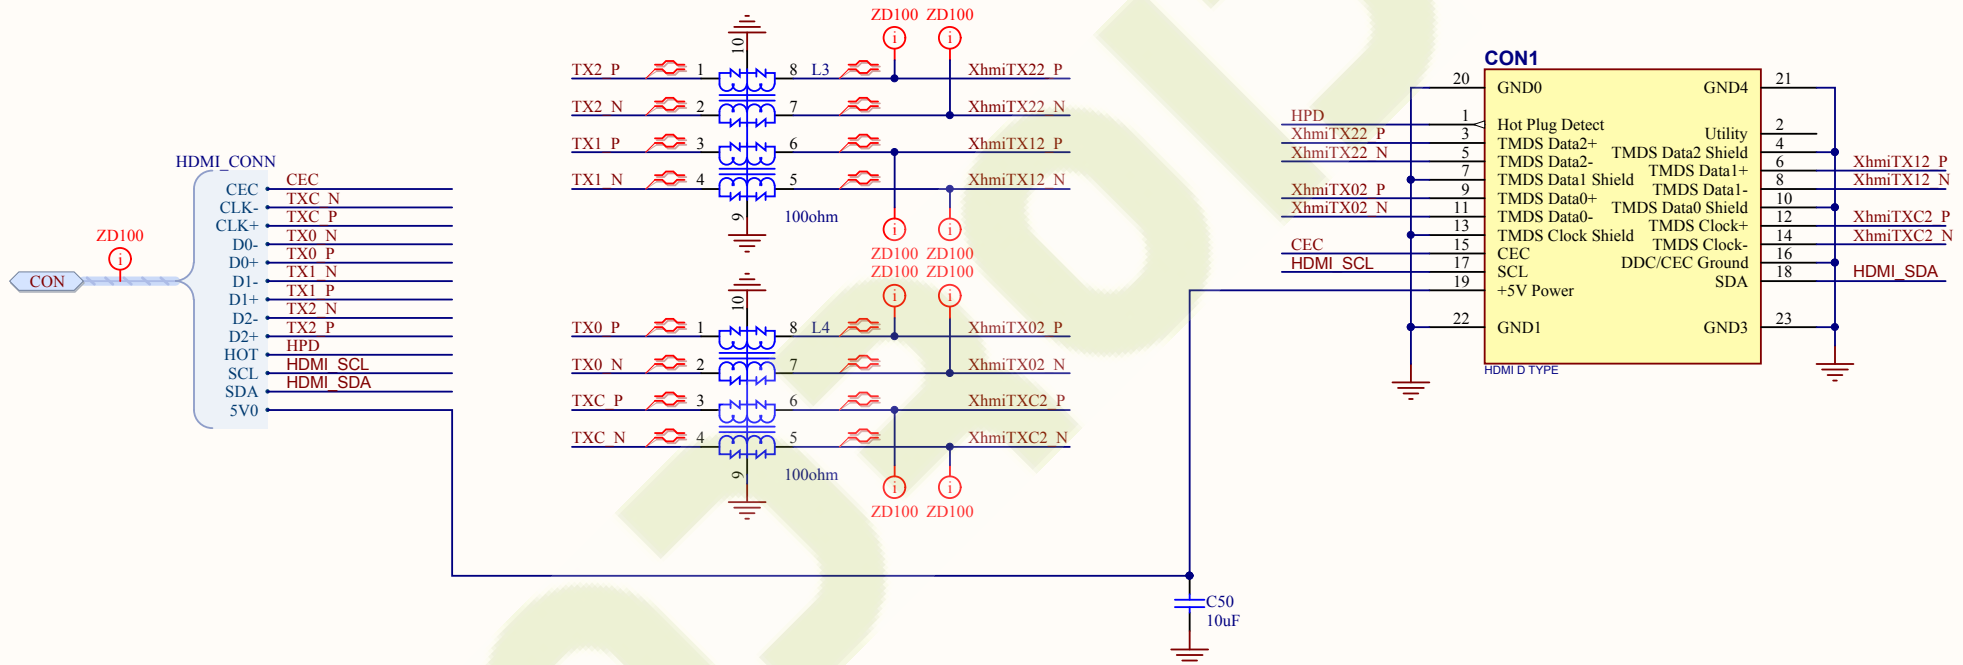 CON
ZD100
i
HDMI_CONN
CEC CEC
CLK- TXC_N
CLK+ TXC_P
D0- TX0_N
D0+ TX0_P
D1- TX1_N
D1+ TX1_P
D2- TX2_N
D2+ TX2_P
HOT HPD
SCL HDMI_SCL
SDA HDMI_SDA
5V0
ZD100 ZD100
i i
10
TX2_P 1 8 L3 XhmiTX22_P
TX2_N 2 7 XhmiTX22_N
TX1_P 3 6 XhmiTX12_P
TX1_N 4 5 XhmiTX12_N
9 100ohm
i i
ZD100 ZD100
ZD100 ZD100
i i
10
TX0_P 1 8 L4 XhmiTX02_P
TX0_N 2 7 XhmiTX02_N
TXC_P 3 6 XhmiTXC2_P
TXC_N 4 5 XhmiTXC2_N
9 100ohm
i i
ZD100 ZD100
C50
10uF
CON1
20 GND0 GND4 21
HPD 1 Hot Plug Detect
Utility 2
XhmiTX22_P 3 TMDS Data2+
TMDS Data2 Shield 4
XhmiTX22_N 5 TMDS Data2-
TMDS Data1+ 6 XhmiTX12_P
7 TMDS Data1 Shield
TMDS Data1- 8 XhmiTX12_N
XhmiTX02_P 9 TMDS Data0+
TMDS Data0 Shield 10
XhmiTX02_N 11 TMDS Data0-
TMDS Clock+ 12 XhmiTXC2_P
13 TMDS Clock Shield
TMDS Clock- 14 XhmiTXC2_N
CEC 15 CEC
DDC/CEC Ground 16
HDMI_SCL 17 SCL
SDA 18 HDMI_SDA
19 +5V Power
22 GND1 GND3 23
HDMI D TYPE